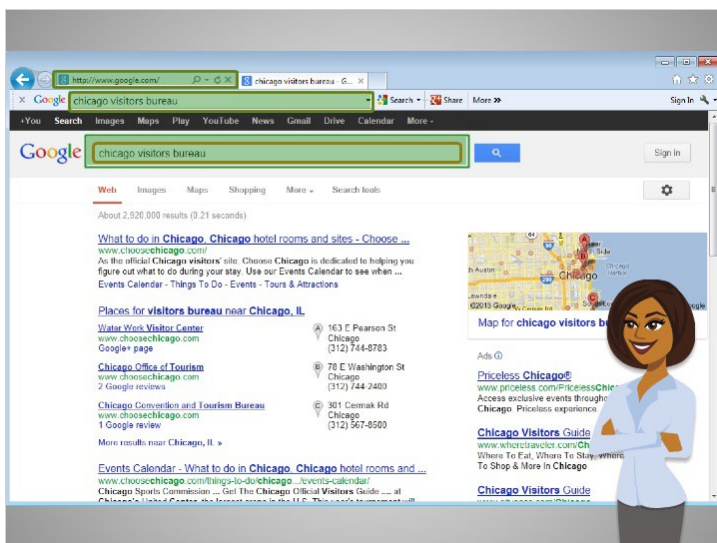 http://www.google.com/
chicago visitors bureau - G...
Google chicago visitors bureau Search Share More >> Sign In
+You Search Images Maps Play YouTube News Gmail Drive Calendar More
Google chicago visitors bureau Sign in
Web Images Maps Shopping More Search tools
About 2,920,000 results (0.21 seconds)
What to do in Chicago, Chicago hotel rooms and sites - Choose ...
www.choosechicago.com/
As the official Chicago visitors' site. Choose Chicago is dedicated to helping you
figure out what to do during your stay. Use our Events Calendar to see when ...
Events Calendar - Things To Do - Events - Tours & Attractions
Places for visitors bureau near Chicago, IL
Water Work Visitor Center
www.choosechicago.com
Google+ page
A 163 E Pearson St
Chicago
(312) 744-8783
Chicago Office of Tourism
www.choosechicago.com
2 Google reviews
B 78 E Washington St
Chicago
(312) 744-2400
Chicago Convention and Tourism Bureau
www.choosechicago.com
1 Google review
C 301 Cermak Rd
Chicago
(312) 567-8500
More results near Chicago, IL »
Events Calendar - What to do in Chicago, Chicago hotel rooms and ...
www.choosechicago.com/things-to-do/chicago.../events-calendar/
Chicago Sports Commission ... Get The Chicago Official Visitors Guide .... at
Chicago
©2013 Google
Map for chicago visitors
Ads
Priceless Chicago®
www.priceless.com/Priceless
Access exclusive events
Chicago. Priceless experience.
Chicago Visitors Guide
www.wheretraveler.com/
Where To Eat, Where To Stay, Where
To Shop & More In Chicago
Chicago Visitors Guide